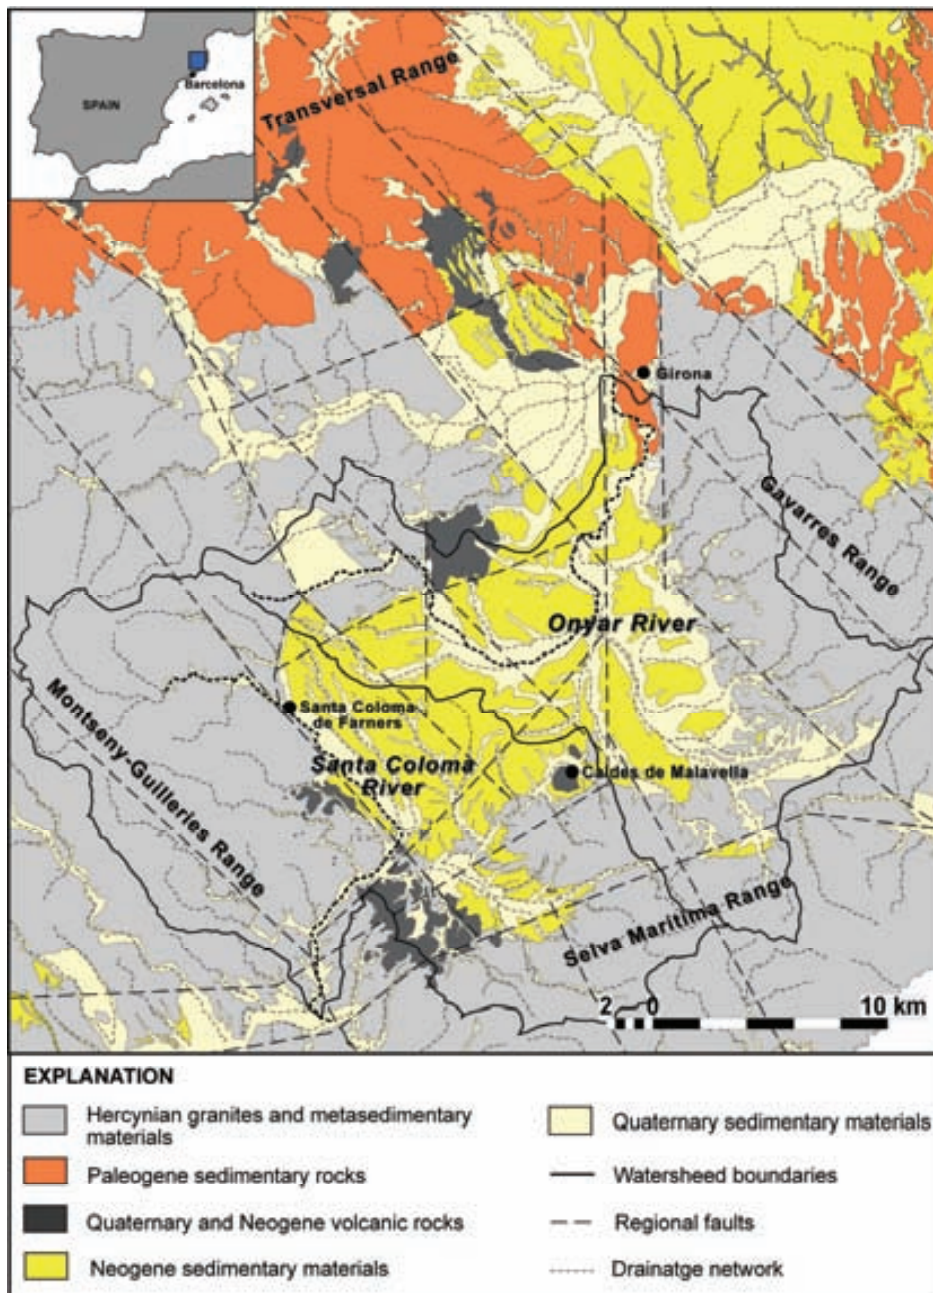 Barcelona
SPAIN
Transversal Range
Girona
Gavarres Range
Onyar River
Santa Coloma
de Farners
Montseny-Guilleries Range
Santa Coloma
River
Caldes de Malavella
Selva Marítima Range
2 0 10 km
EXPLANATION
Hercynian granites and metasedimentary
materials
Paleogene sedimentary rocks
Quaternary and Neogene volcanic rocks
Neogene sedimentary materials
Quaternary sedimentary materials
Watersheed boundaries
Regional faults
Drainatge network